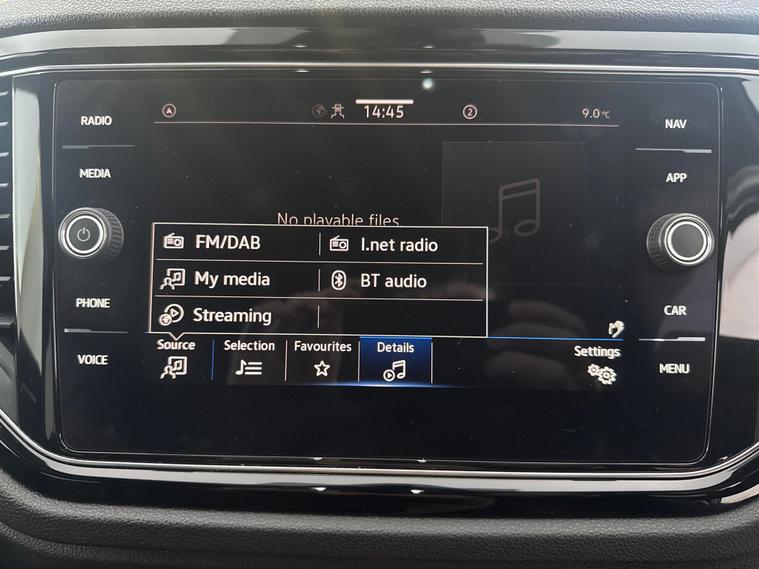 RADIO
MEDIA
PHONE
VOICE
14:45
2
9.0°C
No playable files.
FM/DAB
I.net radio
My media
BT audio
Streaming
Source
Selection
Favourites
Details
Settings
NAV
APP
CAR
MENU